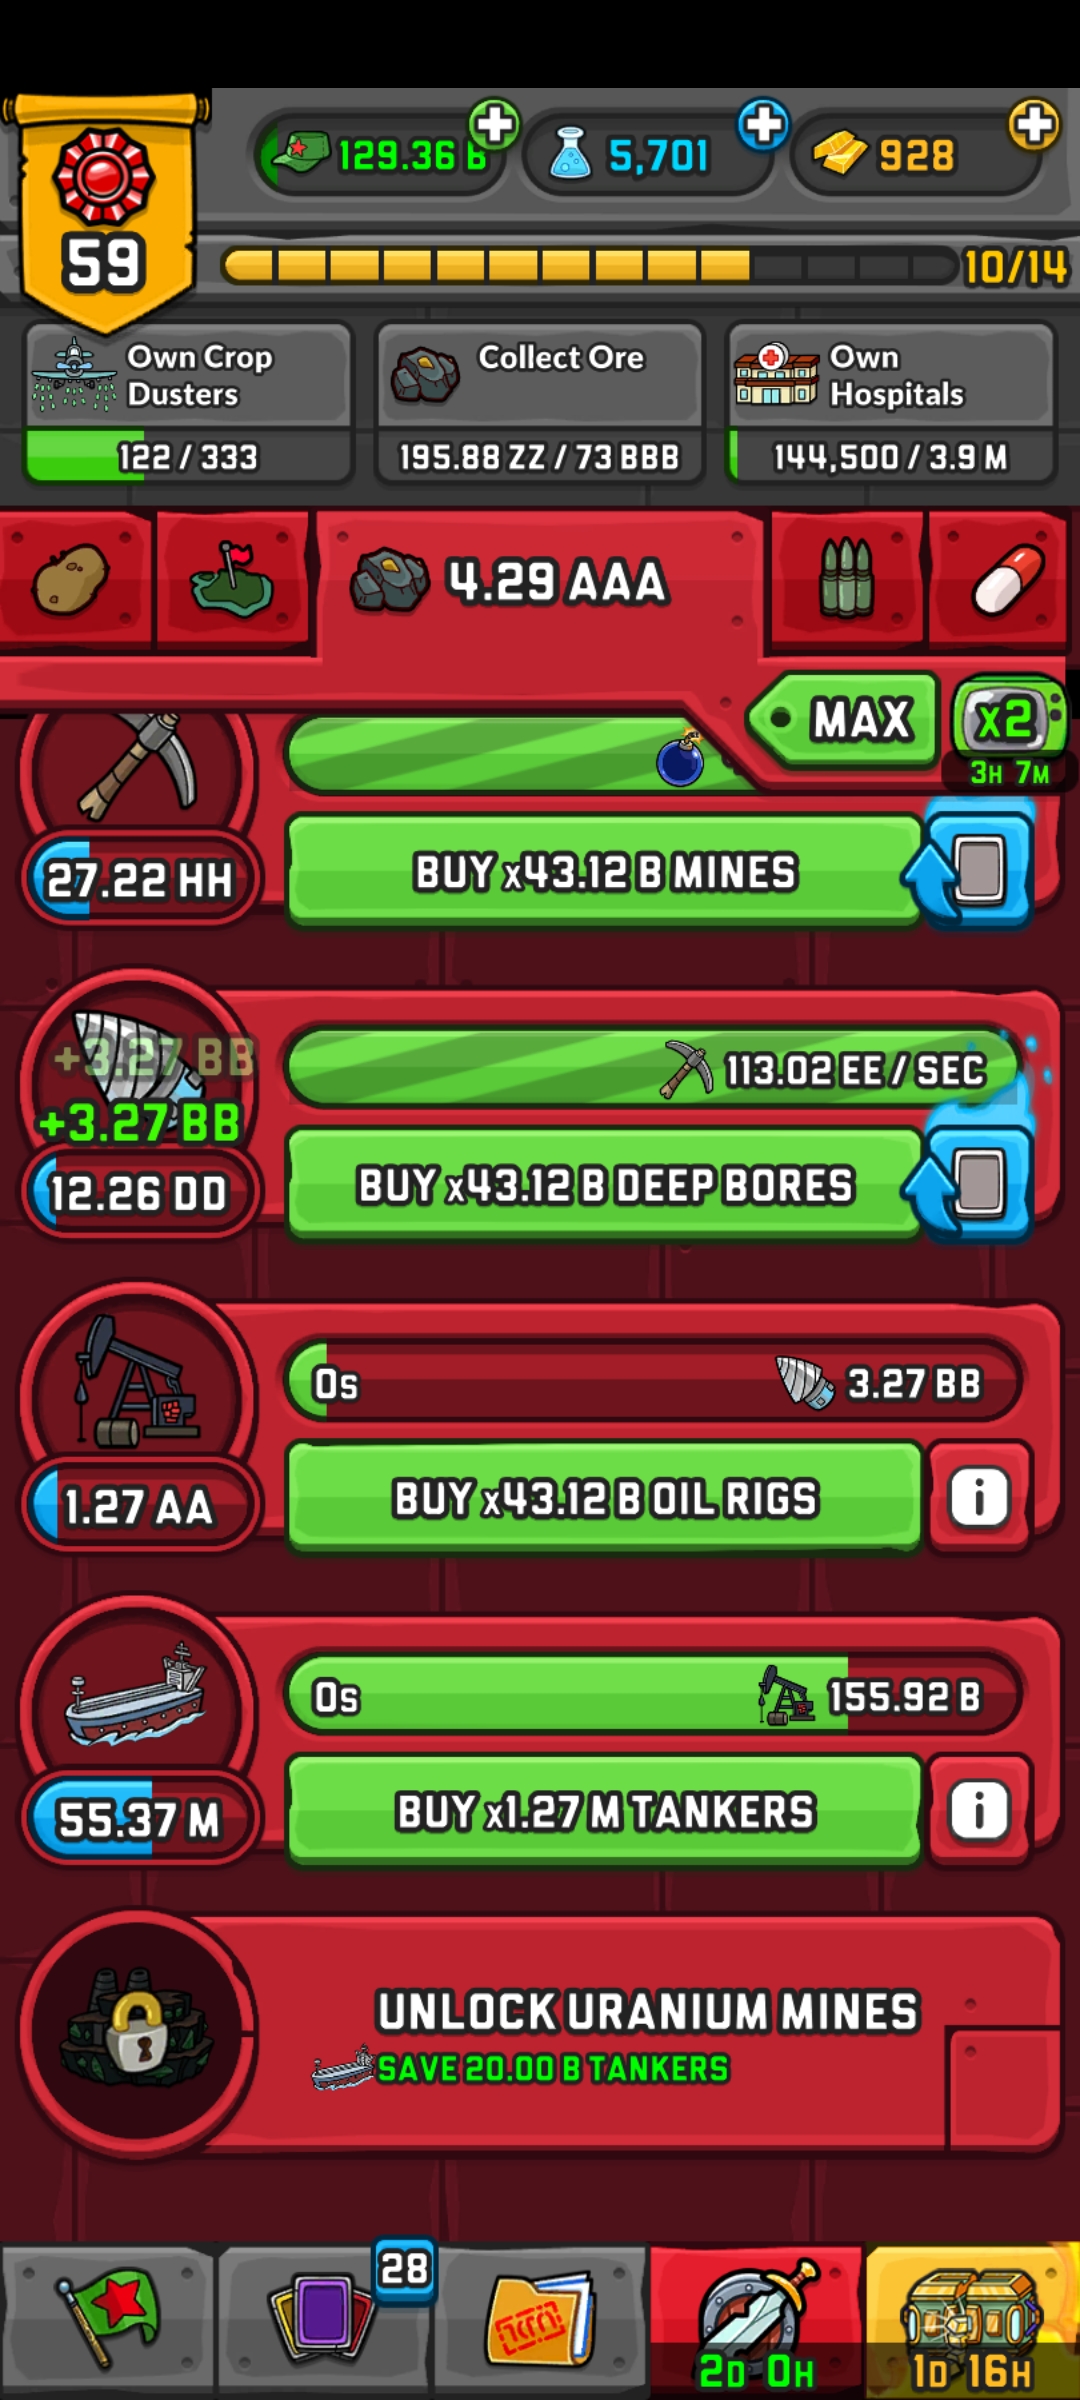 129.36 B
5,701
928
59
10/14
Own Crop
Dusters
122 / 333
Collect Ore
195.88 ZZ / 73 BBB
Own
Hospitals
144,500 / 3.9 M
4.29 AAA
MAX
x2
3H 7M
27.22 HH
BUY x43.12 B MINES
+3.27 BB
+3.27 BB
113.02 EE / SEC
12.26 DD
BUY x43.12 B DEEP BORES
0s
3.27 BB
1.27 AA
BUY x43.12 B OIL RIGS
i
0s
155.92 B
55.37 M
BUY x1.27 M TANKERS
i
UNLOCK URANIUM MINES
SAVE 20.00 B TANKERS
28
2D 0H
1D 16H